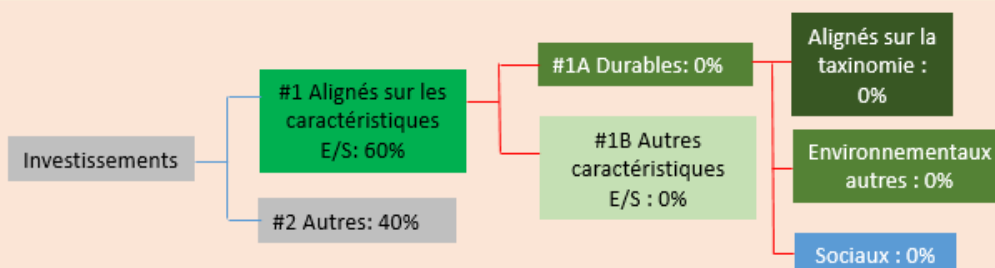 Investissements
#1 Alignés sur les
caractéristiques
E/S: 60%
#2 Autres: 40%
#1A Durables: 0%
#1B Autres
caractéristiques
E/S : 0%
Alignés sur la
taxinomie :
0%
Environnementaux
autres : 0%
Sociaux : 0%